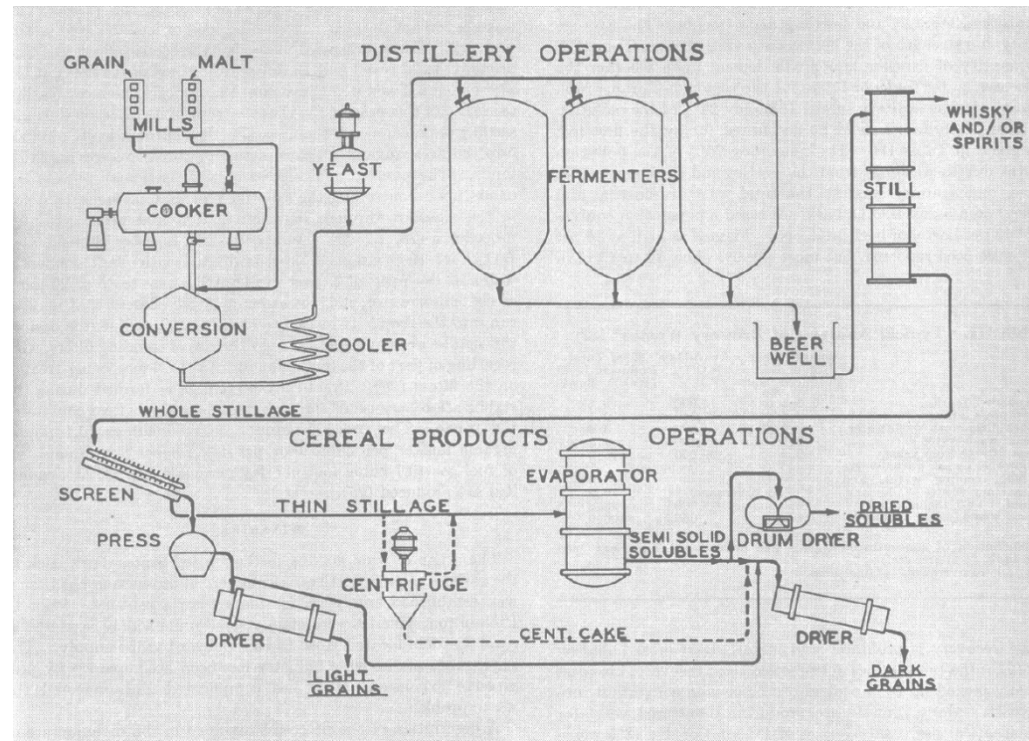 DISTILLERY OPERATIONS
GRAIN
MALT
MILLS
COOKER
YEAST
FERMENTERS
STILL
WHISKY
AND/OR
SPIRITS
CONVERSION
COOLER
BEER
WELL
WHOLE STILLAGE
CEREAL PRODUCTS OPERATIONS
SCREEN
THIN STILLAGE
EVAPORATOR
PRESS
CENTRIFUGE
SEMI SOLID
SOLUBLES
DRUM DRYER
DRIED
SOLUBLES
DRYER
LIGHT
GRAINS
CENT. CAKE
DRYER
DARK
GRAINS